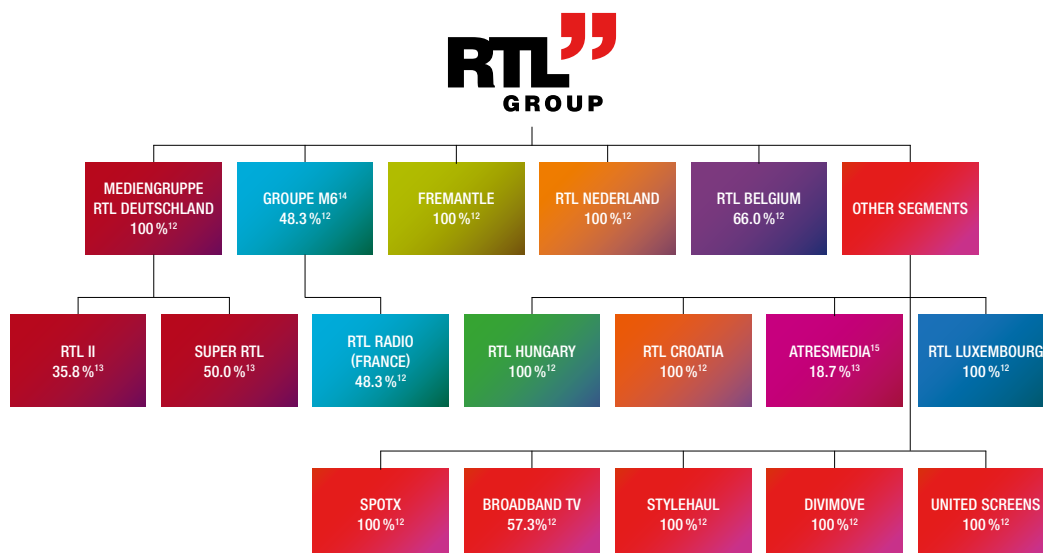 RTL
GROUP
MEDIENGRUPPE
RTL DEUTSCHLAND
100 %12
GROUPE M614
48.3 %12
FREMANTLE
100 %12
RTL NEDERLAND
100 %12
RTL BELGIUM
66.0 %12
OTHER SEGMENTS
RTL II
35.8 %13
SUPER RTL
50.0 %13
RTL RADIO
(FRANCE)
48.3 %12
RTL HUNGARY
100 %12
RTL CROATIA
100 %12
ATRESMEDIA15
18.7 %13
RTL LUXEMBOURG
100 %12
SPOTX
100 %12
BROADBAND TV
57.3%12
STYLEHAUL
100 %12
DIVIMOVE
100 %12
UNITED SCREENS
100 %12